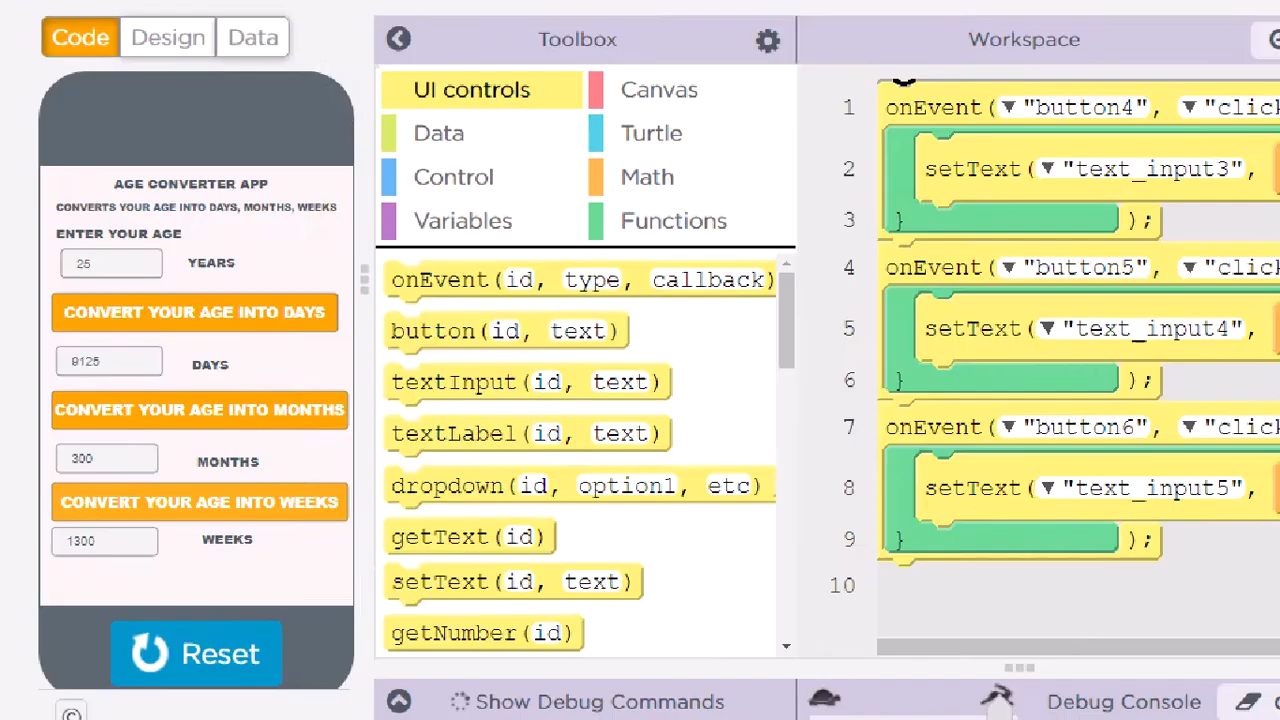 Code Design Data
Toolbox
Workspace
UI controls
Canvas
Data
Turtle
Control
Math
Variables
Functions
onEvent(id, type, callback)
button(id, text)
textInput(id, text)
textLabel(id, text)
dropdown(id, option1, etc)
getText(id)
setText(id, text)
getNumber(id)
AGE CONVERTER APP
CONVERTS YOUR AGE INTO DAYS, MONTHS, WEEKS
ENTER YOUR AGE
25 YEARS
CONVERT YOUR AGE INTO DAYS
9125 DAYS
CONVERT YOUR AGE INTO MONTHS
300 MONTHS
CONVERT YOUR AGE INTO WEEKS
1300 WEEKS
Reset
1 onEvent( "button4", "click
2 setText( "text_input3",
3 } );
4 onEvent( "button5", "click
5 setText( "text_input4",
6 } );
7 onEvent( "button6", "click
8 setText( "text_input5",
9 } );
10
Show Debug Commands
Debug Console
©